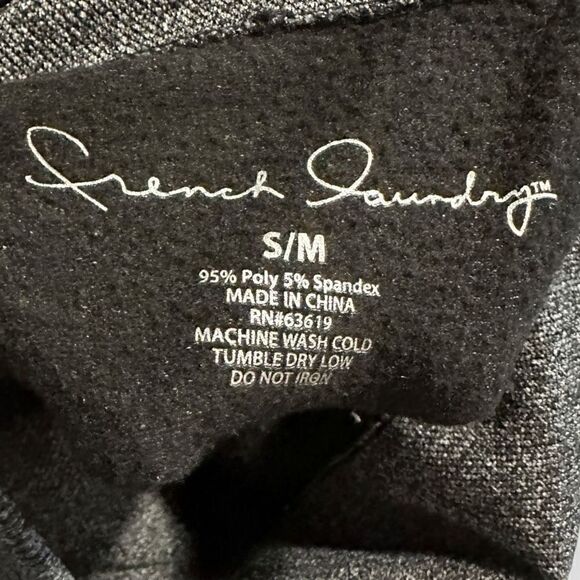 French Laundry™
S/M
95% Poly 5% Spandex
MADE IN CHINA
RN#63619
MACHINE WASH COLD
TUMBLE DRY LOW
DO NOT IRON